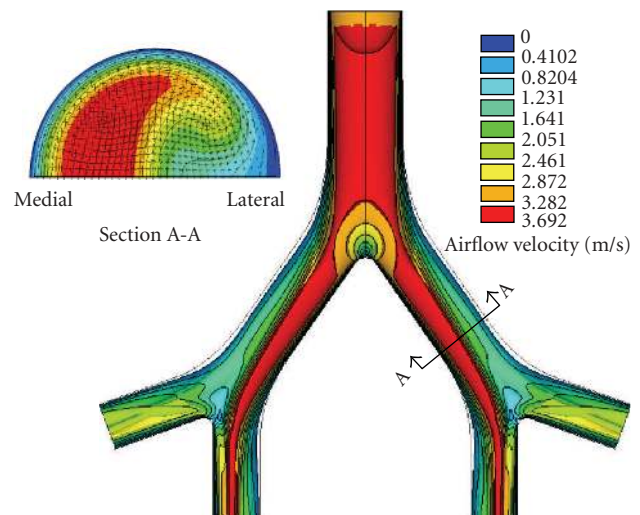 Medial
Lateral
Section A-A
0
0.4102
0.8204
1.231
1.641
2.051
2.461
2.872
3.282
3.692
Airflow velocity (m/s)
A
A